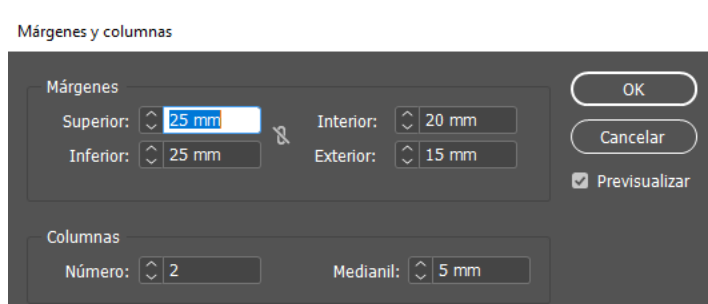 Márgenes y columnas
Márgenes
OK
Superior: 25 mm Interior: 20 mm
Cancelar
Inferior: 25 mm Exterior: 15 mm
Previsualizar
Columnas
Número: 2 Medianil: 5 mm